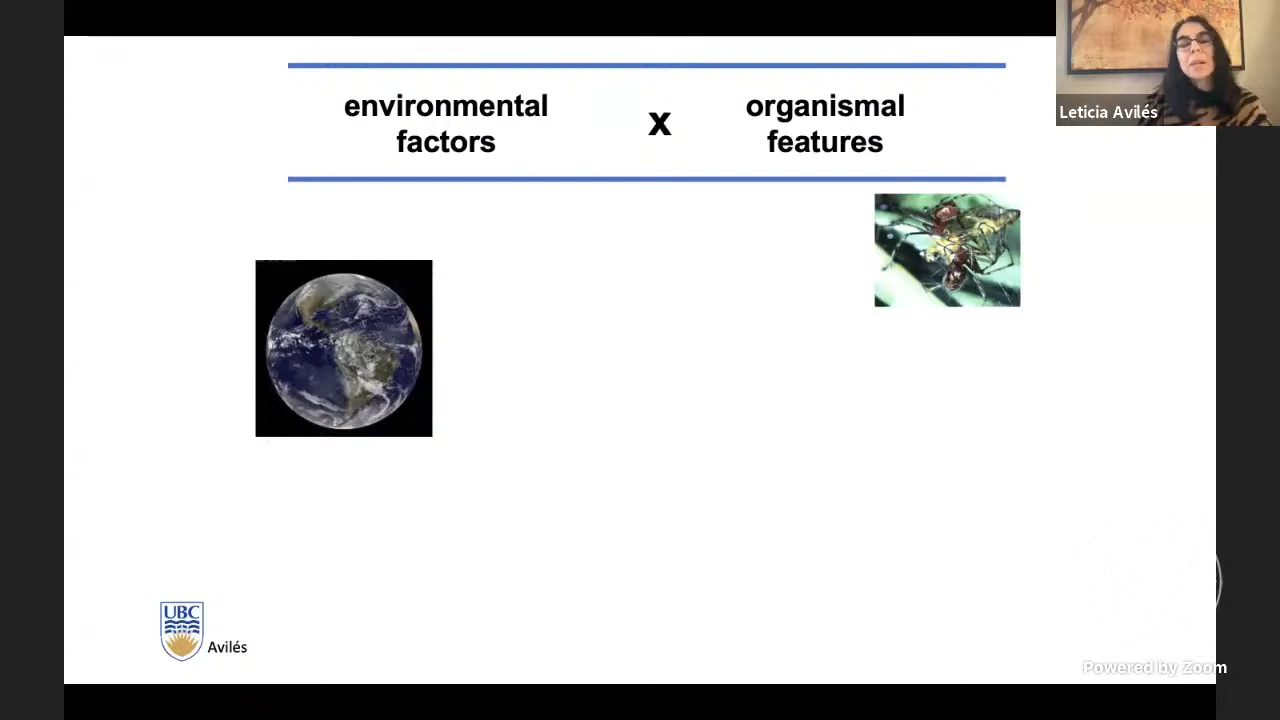 environmental
factors
x
organismal
features
Leticia Avilés
UBC
Avilés
Powered by Zoom